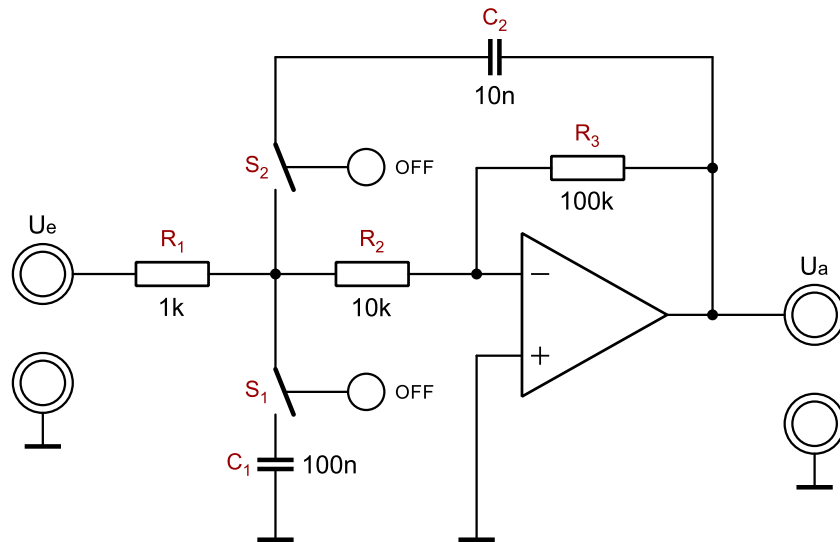 C₂
10n
R₃
100k
S₂
OFF
Ue
R₁
1k
R₂
10k
−
+
Ua
S₁
OFF
C₁
100n